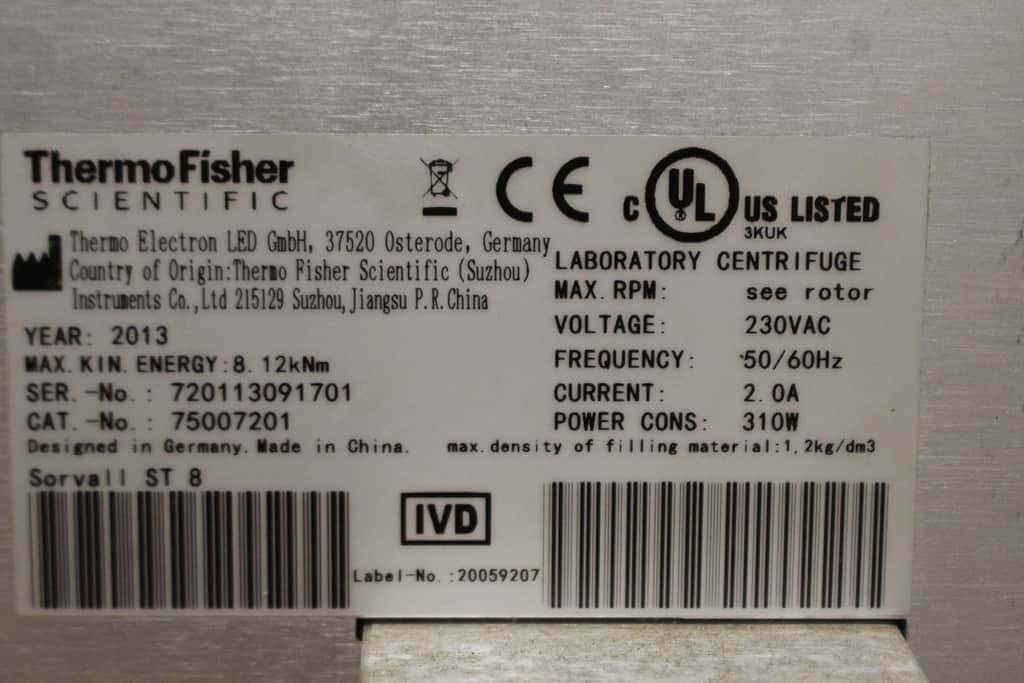 ThermoFisher
SCIENTIFIC
CE
C UL US LISTED
3KUK
Thermo Electron LED GmbH, 37520 Osterode, Germany
Country of Origin:Thermo Fisher Scientific (Suzhou)
Instruments Co.,Ltd 215129 Suzhou,Jiangsu P.R.China
LABORATORY CENTRIFUGE
MAX. RPM: see rotor
VOLTAGE: 230VAC
FREQUENCY: 50/60Hz
CURRENT: 2.0A
POWER CONS: 310W
YEAR: 2013
MAX. KIN. ENERGY:8.12kNm
SER.-No.: 720113091701
CAT.-No.: 75007201
Designed in Germany.Made in China. max.density of filling material:1,2kg/dm3
Sorvall ST 8
IVD
Label-No.:20059207